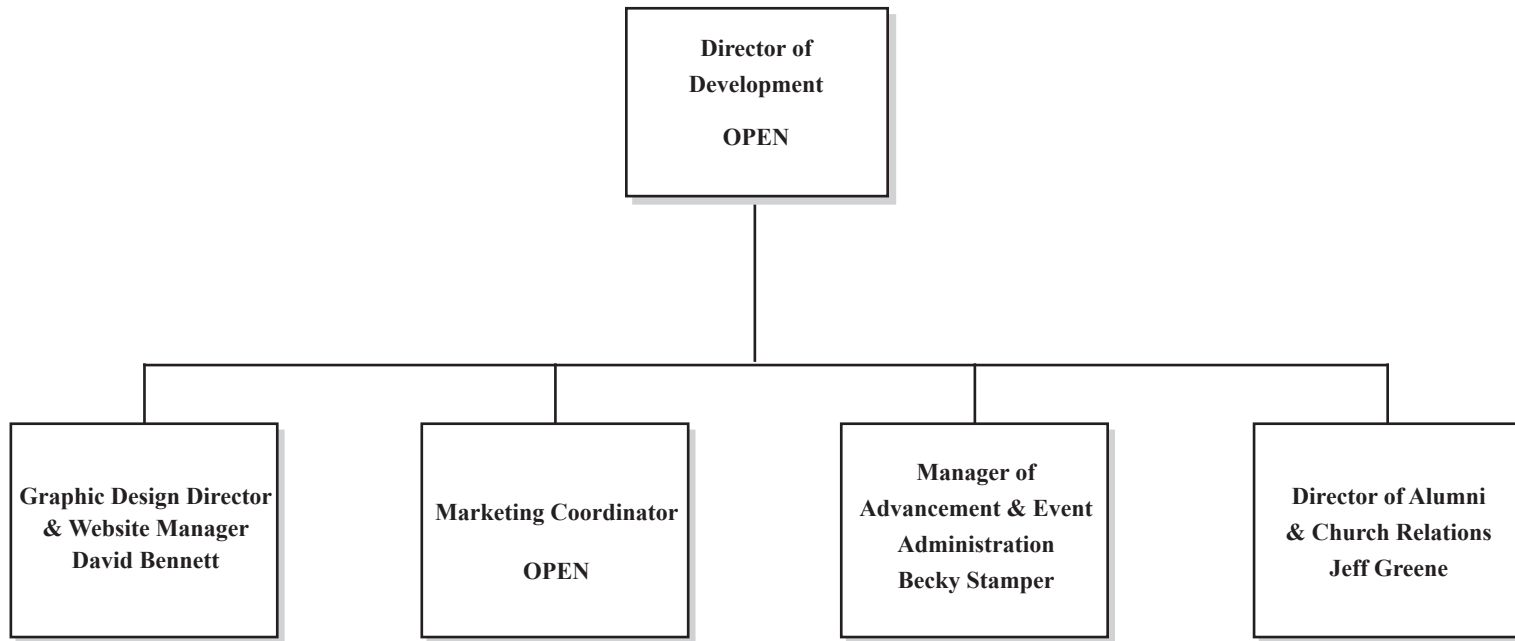 Director of
Development
OPEN
Graphic Design Director
& Website Manager
David Bennett
Marketing Coordinator
OPEN
Manager of
Advancement & Event
Administration
Becky Stamper
Director of Alumni
& Church Relations
Jeff Greene